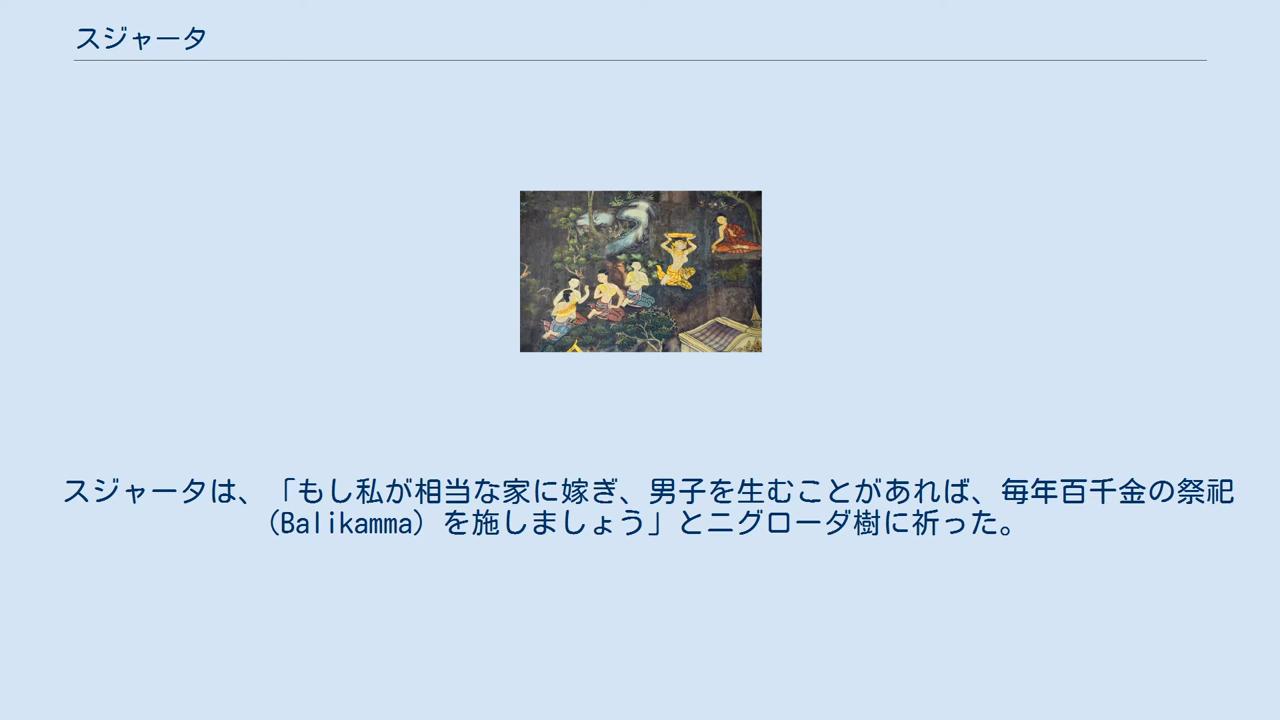 スジャータ
スジャータは、「もし私が相当な家に嫁ぎ、男子を生むことがあれば、毎年百千金の祭祀
（Balikamma）を施しましょう」とニグローダ樹に祈った。